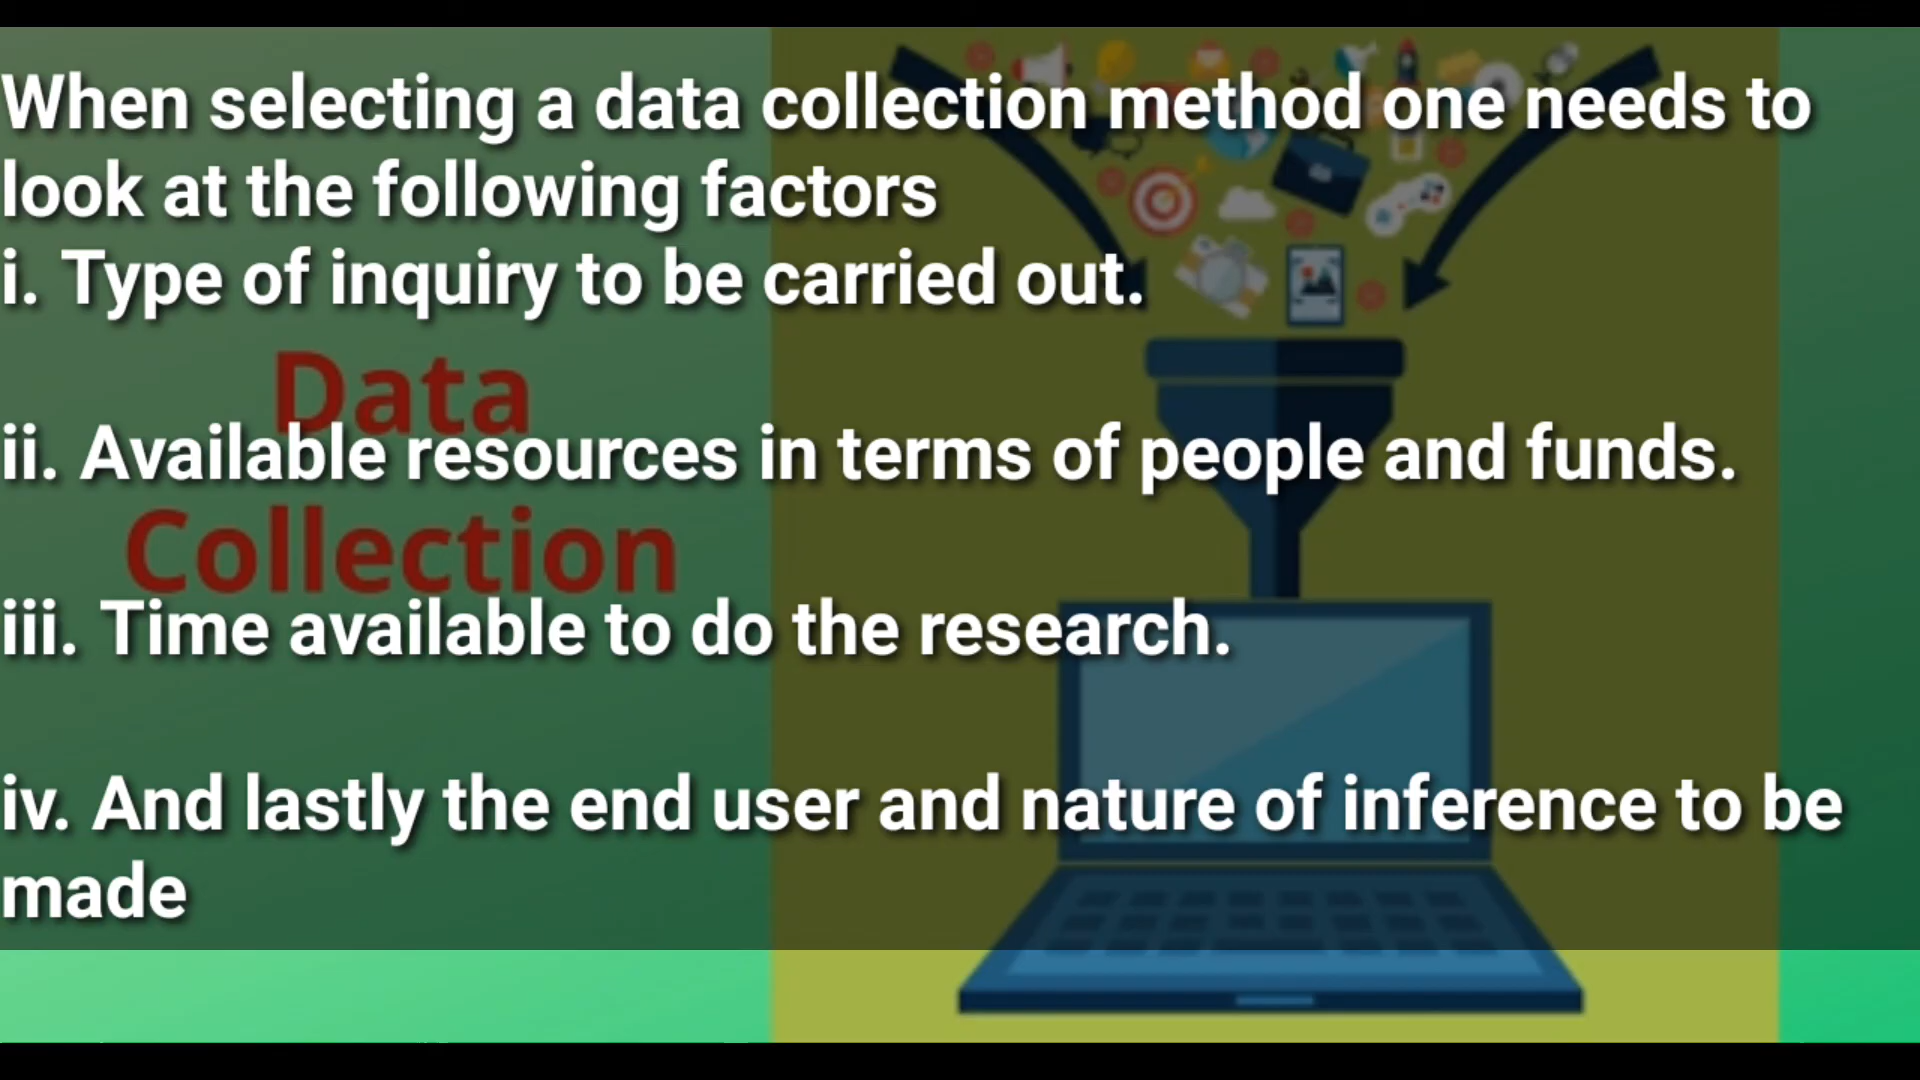 When selecting a data collection method one needs to
look at the following factors
i. Type of inquiry to be carried out.
Data
ii. Available resources in terms of people and funds.
Collection
iii. Time available to do the research.
iv. And lastly the end user and nature of inference to be
made